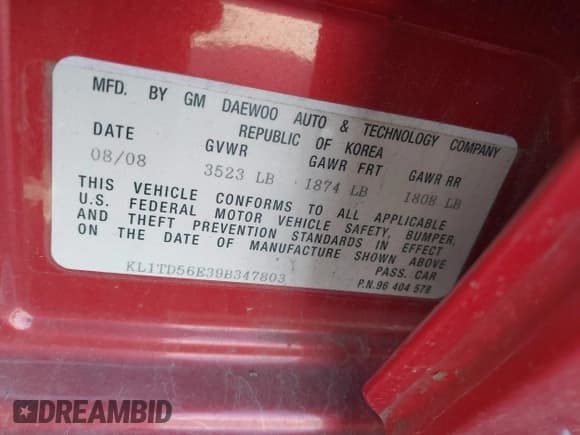 MFD. BY GM DAEWOO AUTO & TECHNOLOGY COMPANY
REPUBLIC OF KOREA
DATE GVWR GAWR FRT GAWR RR
08/08 3523 LB 1874 LB 1808 LB
THIS VEHICLE CONFORMS TO ALL APPLICABLE
U.S. FEDERAL MOTOR VEHICLE SAFETY, BUMPER,
AND THEFT PREVENTION STANDARDS IN EFFECT
ON THE DATE OF MANUFACTURE SHOWN ABOVE
KL1TD56E39B347803 PASS. CAR
P.N.96 404 578
DREAMBID